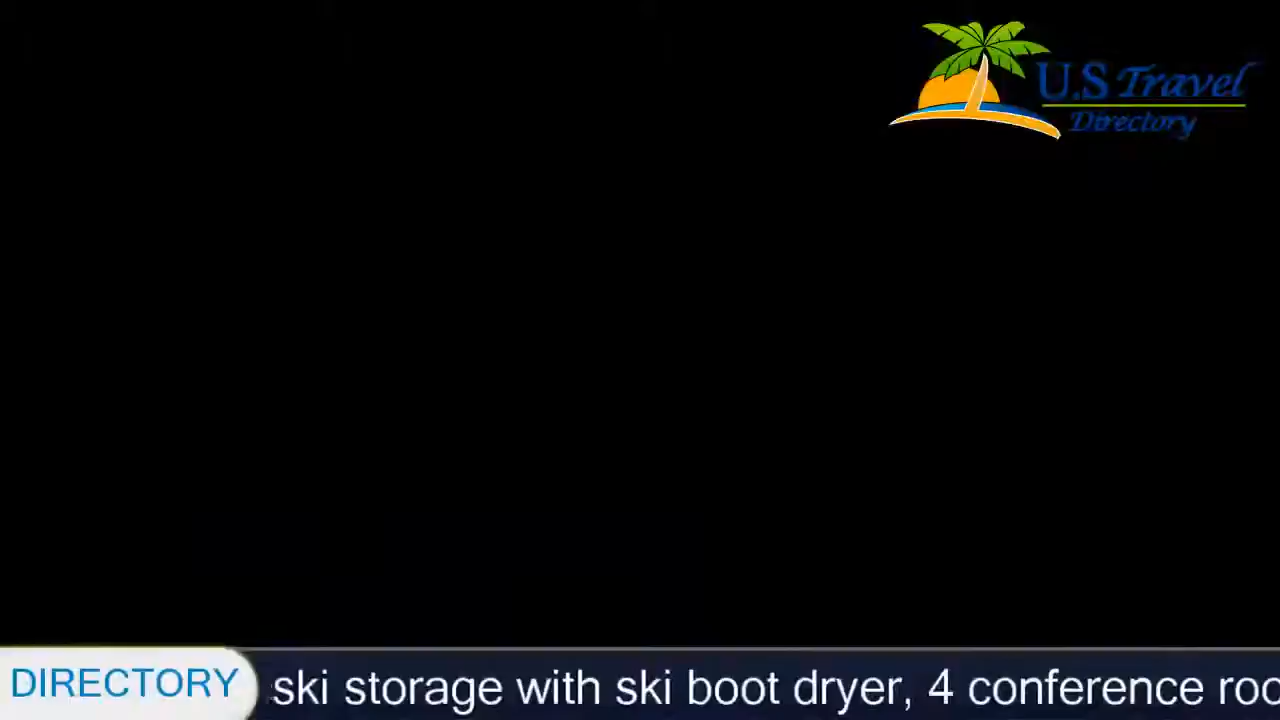 U.S Travel
Directory
DIRECTORY
ski storage with ski boot dryer, 4 conference roo